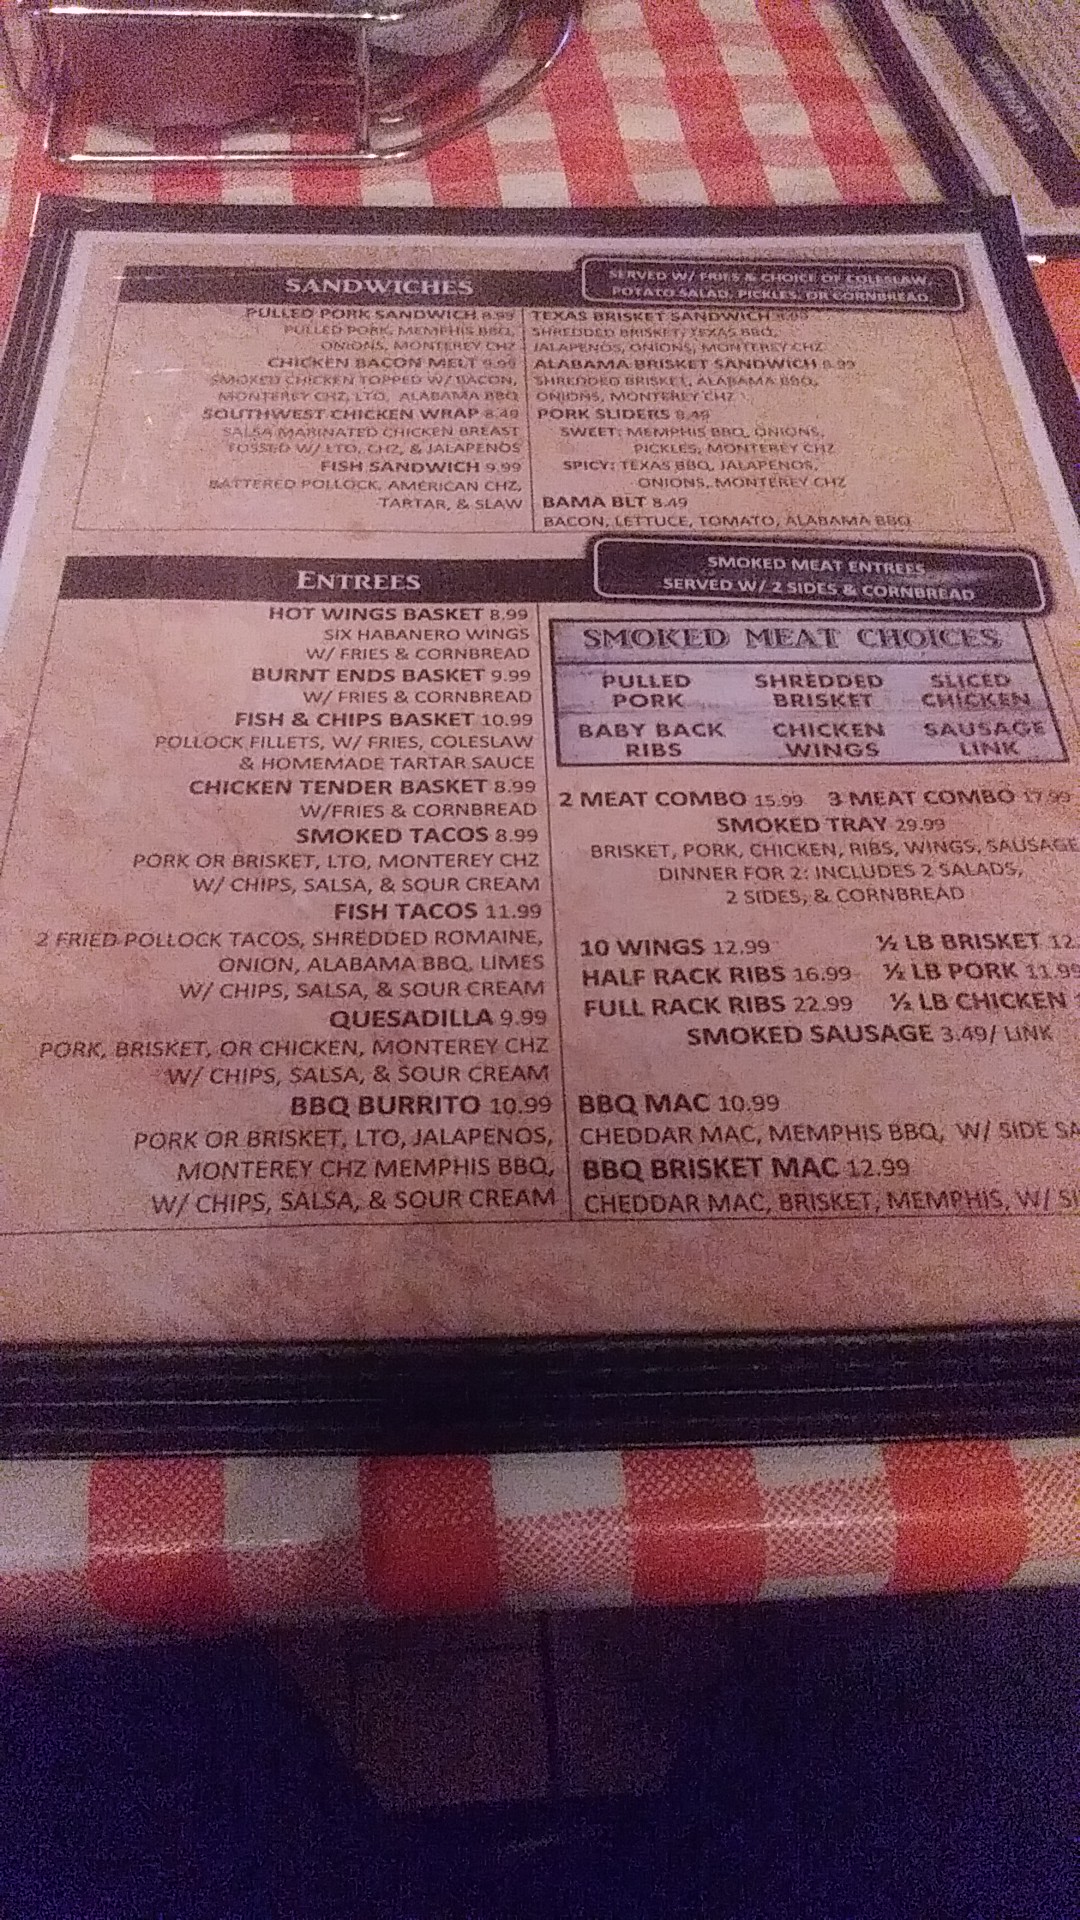 SANDWICHES
SERVED W/ FRIES & CHOICE OF COLESLAW,
POTATO SALAD, PICKLES, OR CORNBREAD
PULLED PORK SANDWICH 8.99
PULLED PORK, MEMPHIS BBQ,
ONIONS, MONTEREY CHZ
CHICKEN BACON MELT 9.99
SMOKED CHICKEN TOPPED W/ BACON,
MONTEREY CHZ, LTO, ALABAMA BBQ
SOUTHWEST CHICKEN WRAP 8.49
SALSA MARINATED CHICKEN BREAST
TOSSED W/ LTO, CHZ, & JALAPENOS
FISH SANDWICH 9.99
BATTERED POLLOCK, AMERICAN CHZ,
TARTAR, & SLAW
TEXAS BRISKET SANDWICH
SHREDDED BRISKET, TEXAS BBQ,
JALAPENOS, ONIONS, MONTEREY CHZ
ALABAMA BRISKET SANDWICH 8.99
SHREDDED BRISKET, ALABAMA BBQ,
ONIONS, MONTEREY CHZ
PORK SLIDERS 8.49
SWEET: MEMPHIS BBQ, ONIONS,
PICKLES, MONTEREY CHZ
SPICY: TEXAS BBQ, JALAPENOS,
ONIONS, MONTEREY CHZ
BAMA BLT 8.49
BACON, LETTUCE, TOMATO, ALABAMA BBQ
ENTREES
SMOKED MEAT ENTREES
SERVED W/ 2 SIDES & CORNBREAD
HOT WINGS BASKET 8.99
SIX HABANERO WINGS
W/ FRIES & CORNBREAD
BURNT ENDS BASKET 9.99
W/ FRIES & CORNBREAD
FISH & CHIPS BASKET 10.99
POLLOCK FILLETS, W/ FRIES, COLESLAW
& HOMEMADE TARTAR SAUCE
CHICKEN TENDER BASKET 8.99
W/FRIES & CORNBREAD
SMOKED TACOS 8.99
PORK OR BRISKET, LTO, MONTEREY CHZ
W/ CHIPS, SALSA, & SOUR CREAM
FISH TACOS 11.99
2 FRIED POLLOCK TACOS, SHREDDED ROMAINE,
ONION, ALABAMA BBQ, LIMES
W/ CHIPS, SALSA, & SOUR CREAM
QUESADILLA 9.99
PORK, BRISKET, OR CHICKEN, MONTEREY CHZ
W/ CHIPS, SALSA, & SOUR CREAM
BBQ BURRITO 10.99
PORK OR BRISKET, LTO, JALAPENOS,
MONTEREY CHZ MEMPHIS BBQ,
W/ CHIPS, SALSA, & SOUR CREAM
SMOKED MEAT CHOICES
PULLED PORK
SHREDDED BRISKET
SLICED CHICKEN
BABY BACK RIBS
CHICKEN WINGS
SAUSAGE LINK
2 MEAT COMBO 15.99 3 MEAT COMBO 17.99
SMOKED TRAY 29.99
BRISKET, PORK, CHICKEN, RIBS, WINGS, SAUSAGE
DINNER FOR 2: INCLUDES 2 SALADS,
2 SIDES, & CORNBREAD
10 WINGS 12.99 ½ LB BRISKET 12.
HALF RACK RIBS 16.99 ½ LB PORK 11.99
FULL RACK RIBS 22.99 ½ LB CHICKEN
SMOKED SAUSAGE 3.49/ LINK
BBQ MAC 10.99
CHEDDAR MAC, MEMPHIS BBQ, W/ SIDE SA
BBQ BRISKET MAC 12.99
CHEDDAR MAC, BRISKET, MEMPHIS, W/ SI